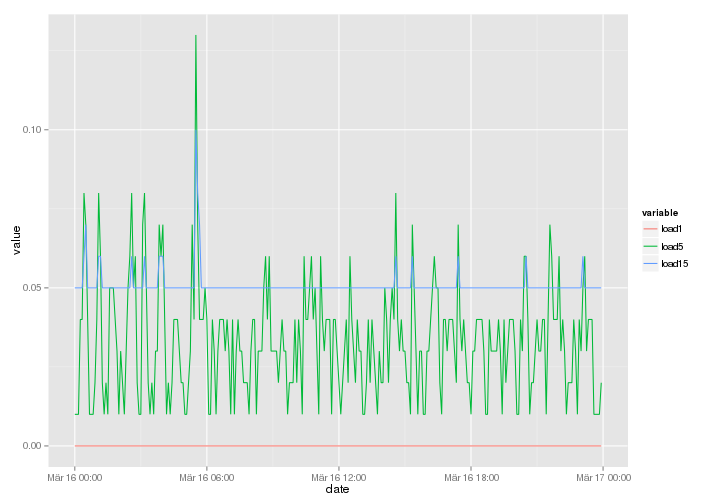 value
0.10
0.05
0.00
Mär 16 00:00 Mär 16 06:00 Mär 16 12:00 Mär 16 18:00 Mär 17 00:00
date
variable
load1
load5
load15